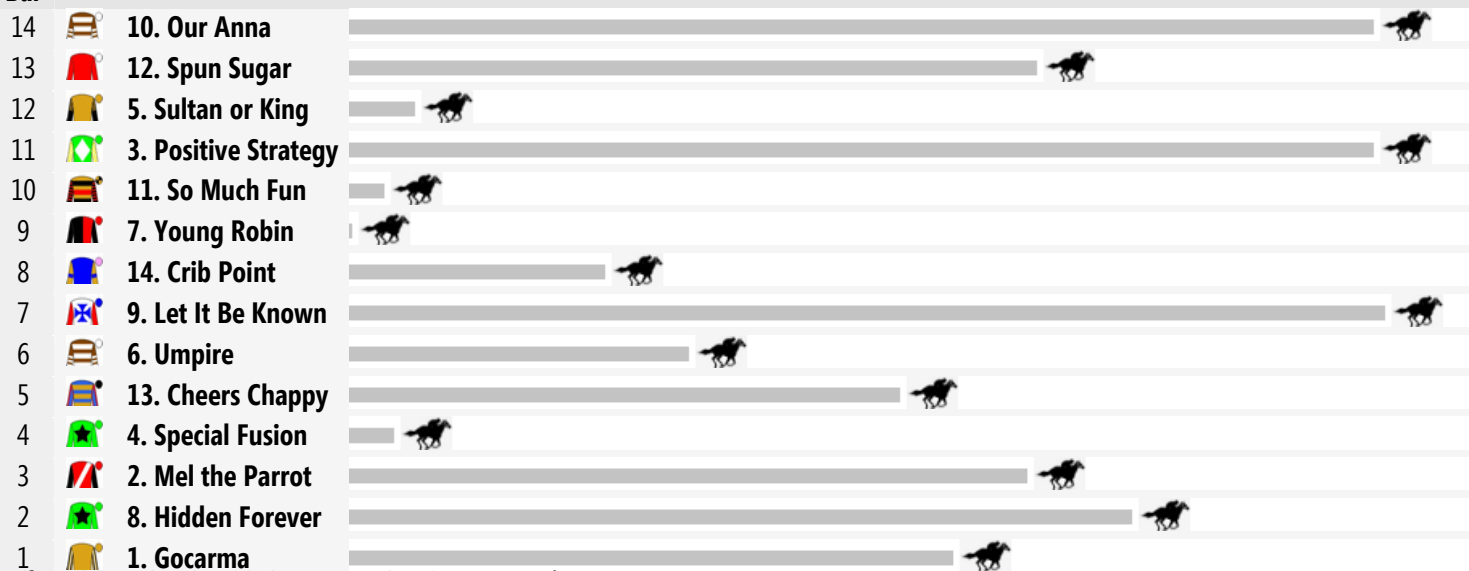 14 10. Our Anna
13 12. Spun Sugar
12 5. Sultan or King
11 3. Positive Strategy
10 11. So Much Fun
9 7. Young Robin
8 14. Crib Point
7 9. Let It Be Known
6 6. Umpire
5 13. Cheers Chappy
4 4. Special Fusion
3 2. Mel the Parrot
2 8. Hidden Forever
1 1. Gocarma